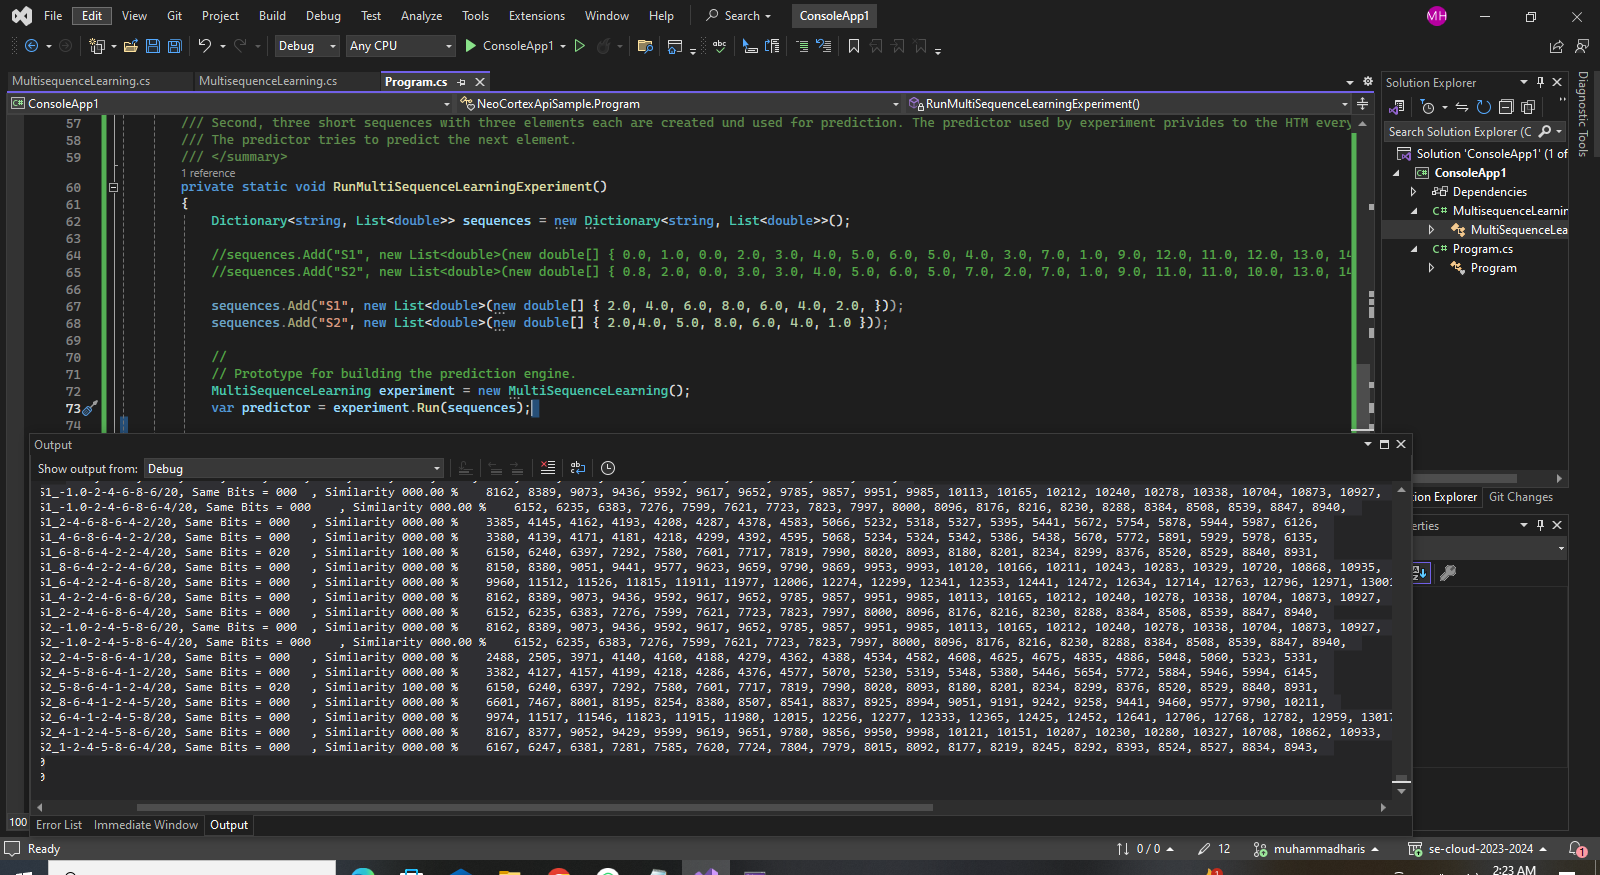 File Edit View Git Project Build Debug Test Analyze Tools Extensions Window Help Search ConsoleApp1 MH
Debug Any CPU ConsoleApp1
MultisequenceLearning.cs MultisequenceLearning.cs Program.cs
ConsoleApp1 NeoCortexApiSample.Program RunMultiSequenceLearningExperiment()
57 /// Second, three short sequences with three elements each are created und used for prediction. The predictor used by experiment privides to the HTM every
58 /// The predictor tries to predict the next element.
59 /// </summary>
1 reference
60 private static void RunMultiSequenceLearningExperiment()
61 {
62 Dictionary<string, List<double>> sequences = new Dictionary<string, List<double>>();
63
64 //sequences.Add("S1", new List<double>(new double[] { 0.0, 1.0, 0.0, 2.0, 3.0, 4.0, 5.0, 6.0, 5.0, 4.0, 3.0, 7.0, 1.0, 9.0, 12.0, 11.0, 12.0, 13.0, 14
65 //sequences.Add("S2", new List<double>(new double[] { 0.8, 2.0, 0.0, 3.0, 3.0, 4.0, 5.0, 6.0, 5.0, 7.0, 2.0, 7.0, 1.0, 9.0, 11.0, 11.0, 10.0, 13.0, 14
66
67 sequences.Add("S1", new List<double>(new double[] { 2.0, 4.0, 6.0, 8.0, 6.0, 4.0, 2.0, }));
68 sequences.Add("S2", new List<double>(new double[] { 2.0,4.0, 5.0, 8.0, 6.0, 4.0, 1.0 }));
69
70 //
71 // Prototype for building the prediction engine.
72 MultiSequenceLearning experiment = new MultiSequenceLearning();
73 var predictor = experiment.Run(sequences);
74
Output
Show output from: Debug
S1_-1.0-2-4-6-8-6/20, Same Bits = 000 , Similarity 000.00 % 8162, 8389, 9073, 9436, 9592, 9617, 9652, 9785, 9857, 9951, 9985, 10113, 10165, 10212, 10240, 10278, 10338, 10704, 10873, 10927,
S1_-1.0-2-4-6-8-6-4/20, Same Bits = 000 , Similarity 000.00 % 6152, 6235, 6383, 7276, 7599, 7621, 7723, 7823, 7997, 8000, 8096, 8176, 8216, 8230, 8288, 8384, 8508, 8539, 8847, 8940,
S1_2-4-6-8-6-4-2/20, Same Bits = 000 , Similarity 000.00 % 3385, 4145, 4162, 4193, 4208, 4287, 4378, 4583, 5066, 5232, 5318, 5327, 5395, 5441, 5672, 5754, 5878, 5944, 5987, 6126,
S1_4-6-8-6-4-2-2/20, Same Bits = 000 , Similarity 000.00 % 3380, 4139, 4171, 4181, 4218, 4299, 4392, 4595, 5068, 5234, 5324, 5342, 5386, 5438, 5670, 5772, 5891, 5929, 5978, 6135,
S1_6-8-6-4-2-2-4/20, Same Bits = 020 , Similarity 100.00 % 6150, 6240, 6397, 7292, 7580, 7601, 7717, 7819, 7990, 8020, 8093, 8180, 8201, 8234, 8299, 8376, 8520, 8529, 8840, 8931,
S1_8-6-4-2-2-4-6/20, Same Bits = 000 , Similarity 000.00 % 8150, 8380, 9051, 9441, 9577, 9623, 9659, 9790, 9869, 9953, 9993, 10120, 10166, 10211, 10243, 10283, 10329, 10720, 10868, 10935,
S1_6-4-2-2-4-6-8/20, Same Bits = 000 , Similarity 000.00 % 9960, 11512, 11526, 11815, 11911, 11977, 12006, 12274, 12299, 12341, 12353, 12441, 12472, 12634, 12714, 12763, 12796, 12971, 13001
S1_4-2-2-4-6-8-6/20, Same Bits = 000 , Similarity 000.00 % 8162, 8389, 9073, 9436, 9592, 9617, 9652, 9785, 9857, 9951, 9985, 10113, 10165, 10212, 10240, 10278, 10338, 10704, 10873, 10927,
S1_2-2-4-6-8-6-4/20, Same Bits = 000 , Similarity 000.00 % 6152, 6235, 6383, 7276, 7599, 7621, 7723, 7823, 7997, 8000, 8096, 8176, 8216, 8230, 8288, 8384, 8508, 8539, 8847, 8940,
S2_-1.0-2-4-5-8-6/20, Same Bits = 000 , Similarity 000.00 % 8162, 8389, 9073, 9436, 9592, 9617, 9652, 9785, 9857, 9951, 9985, 10113, 10165, 10212, 10240, 10278, 10338, 10704, 10873, 10927,
S2_-1.0-2-4-5-8-6-4/20, Same Bits = 000 , Similarity 000.00 % 6152, 6235, 6383, 7276, 7599, 7621, 7723, 7823, 7997, 8000, 8096, 8176, 8216, 8230, 8288, 8384, 8508, 8539, 8847, 8940,
S2_2-4-5-8-6-4-1/20, Same Bits = 000 , Similarity 000.00 % 2488, 2505, 3971, 4140, 4160, 4188, 4279, 4362, 4388, 4534, 4582, 4608, 4625, 4675, 4835, 4886, 5048, 5060, 5323, 5331,
S2_4-5-8-6-4-1-2/20, Same Bits = 000 , Similarity 000.00 % 3382, 4127, 4157, 4199, 4218, 4286, 4376, 4577, 5070, 5230, 5319, 5348, 5380, 5446, 5654, 5772, 5884, 5946, 5994, 6145,
S2_5-8-6-4-1-2-4/20, Same Bits = 020 , Similarity 100.00 % 6150, 6240, 6397, 7292, 7580, 7601, 7717, 7819, 7990, 8020, 8093, 8180, 8201, 8234, 8299, 8376, 8520, 8529, 8840, 8931,
S2_8-6-4-1-2-4-5/20, Same Bits = 000 , Similarity 000.00 % 6601, 7467, 8001, 8195, 8254, 8380, 8507, 8541, 8837, 8925, 8994, 9051, 9191, 9242, 9258, 9441, 9460, 9577, 9790, 10211,
S2_6-4-1-2-4-5-8/20, Same Bits = 000 , Similarity 000.00 % 9974, 11517, 11546, 11823, 11915, 11980, 12015, 12256, 12277, 12333, 12365, 12425, 12452, 12641, 12706, 12768, 12782, 12959, 13017
S2_4-1-2-4-5-8-6/20, Same Bits = 000 , Similarity 000.00 % 8167, 8377, 9052, 9429, 9599, 9619, 9651, 9780, 9856, 9950, 9998, 10121, 10151, 10207, 10230, 10280, 10327, 10708, 10862, 10933,
S2_1-2-4-5-8-6-4/20, Same Bits = 000 , Similarity 000.00 % 6167, 6247, 6381, 7281, 7585, 7620, 7724, 7804, 7979, 8015, 8092, 8177, 8219, 8245, 8292, 8393, 8524, 8527, 8834, 8943,
0
0
100
Error List Immediate Window Output
Solution Explorer
Search Solution Explorer (C
Solution 'ConsoleApp1' (1 of
ConsoleApp1
Dependencies
C# MultisequenceLearnin
MultiSequenceLea
C# Program.cs
Program
ion Explorer Git Changes
erties
Diagnostic Tools
Ready 0 / 0 12 muhammadharis se-cloud-2023-2024 1
2:23 AM